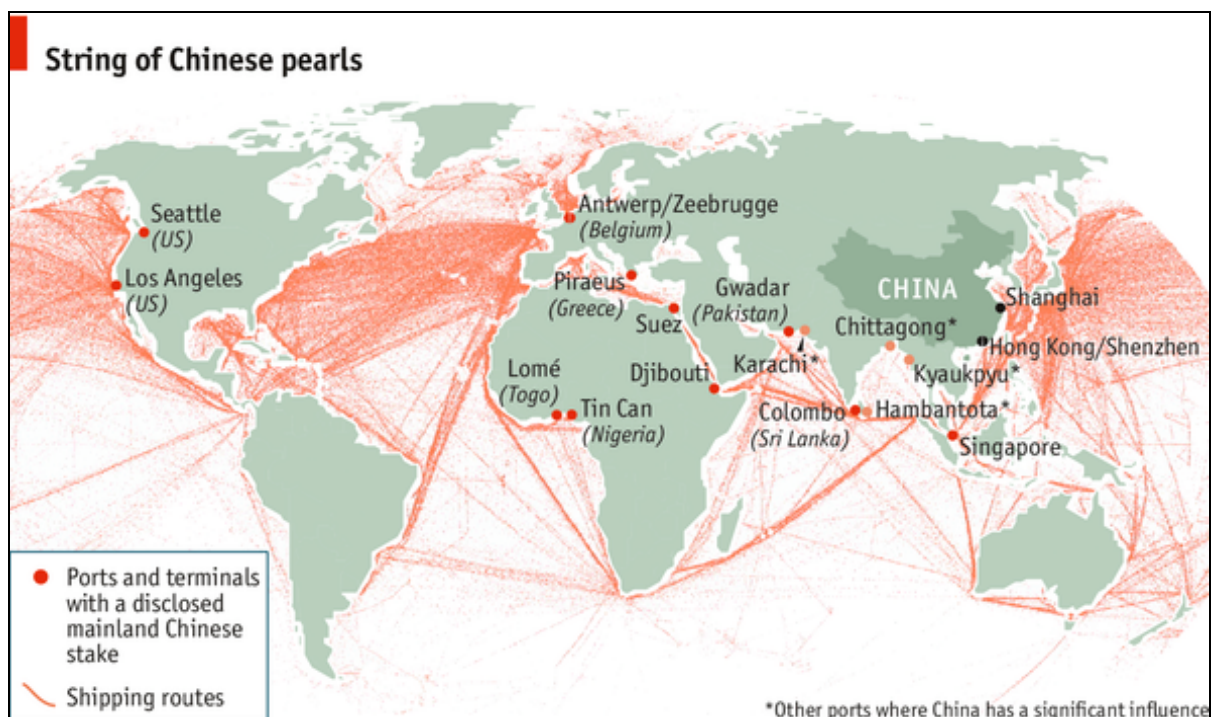 String of Chinese pearls
Seattle
(US)
Los Angeles
(US)
Antwerp/Zeebrugge
(Belgium)
Piraeus
(Greece)
Suez
Gwadar
(Pakistan)
Karachi*
CHINA
Shanghai
Chittagong*
Hong Kong/Shenzhen
Kyaukpyu*
Lomé
(Togo)
Tin Can
(Nigeria)
Djibouti
Colombo
(Sri Lanka)
Hambantota*
Singapore
Ports and terminals
with a disclosed
mainland Chinese
stake
Shipping routes
*Other ports where China has a significant influence